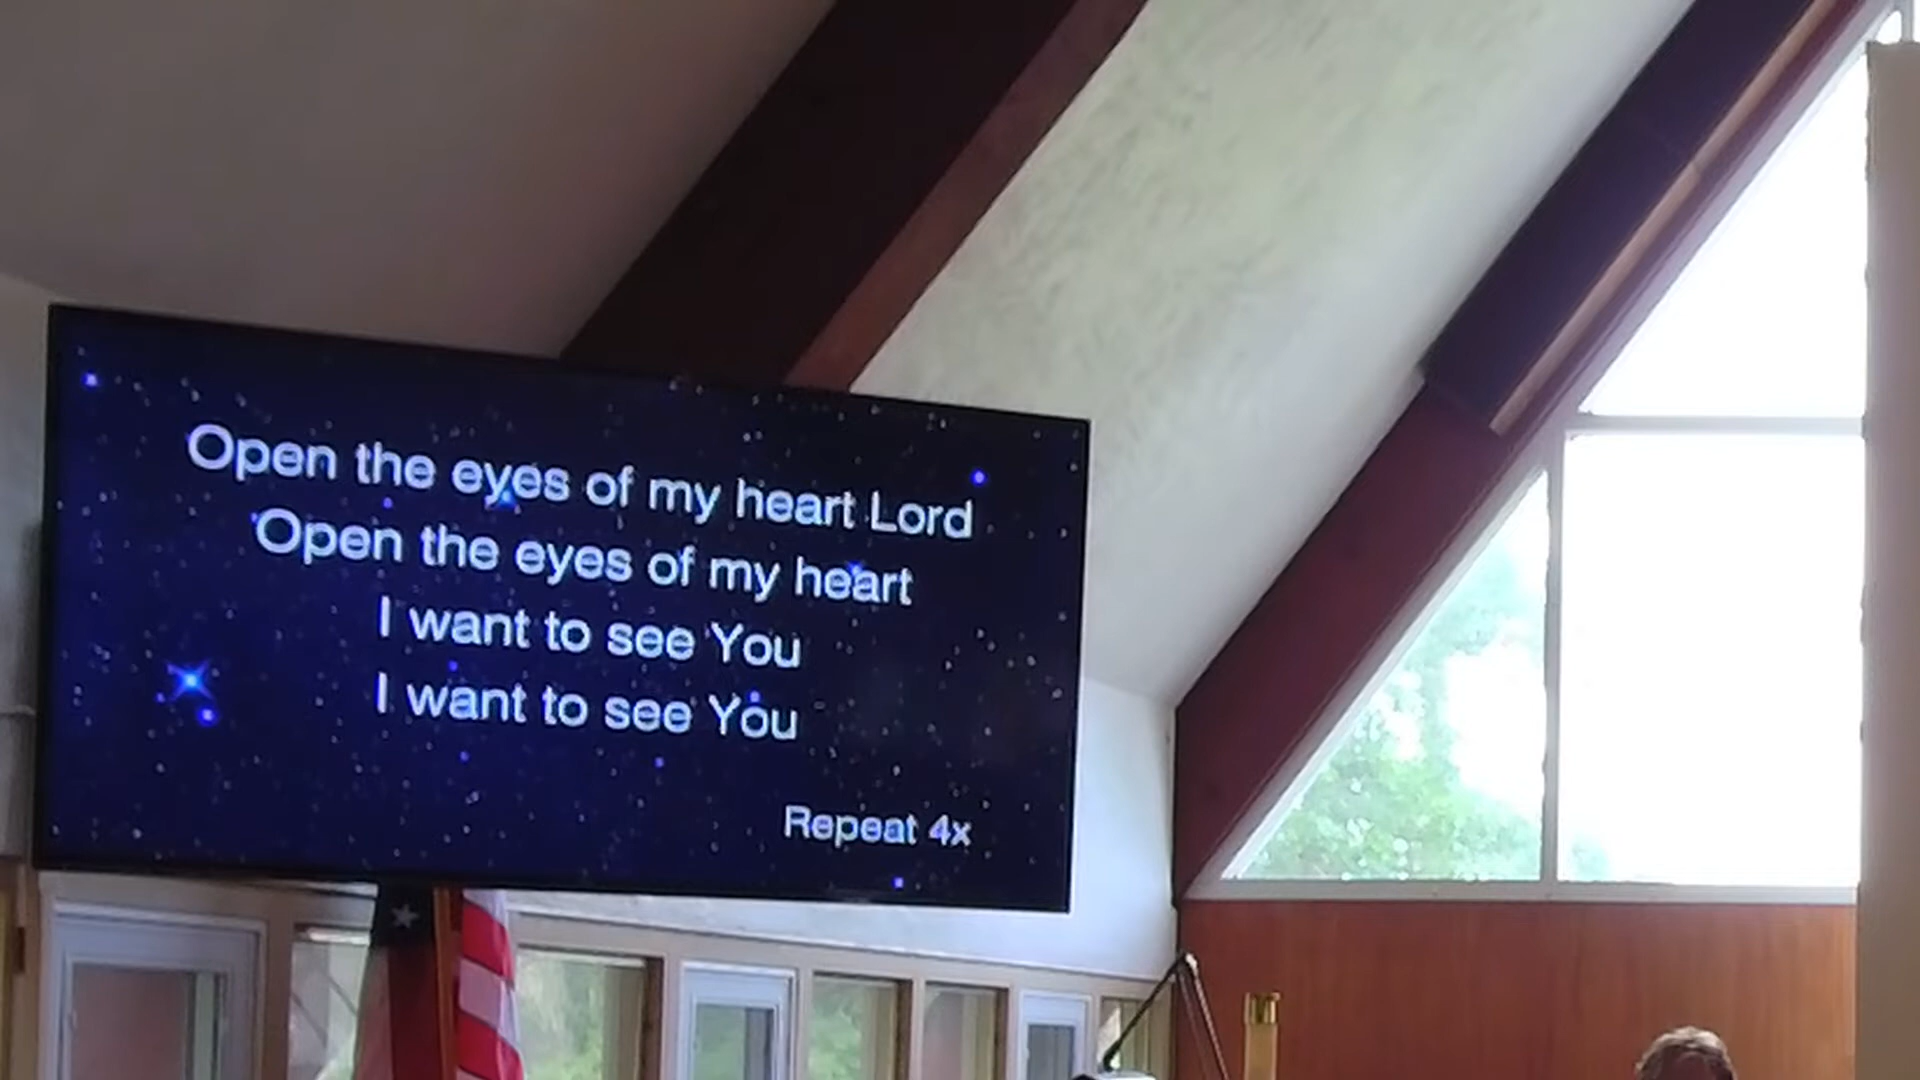 Open the eyes of my heart Lord
Open the eyes of my heart
I want to see You
I want to see You
Repeat 4x